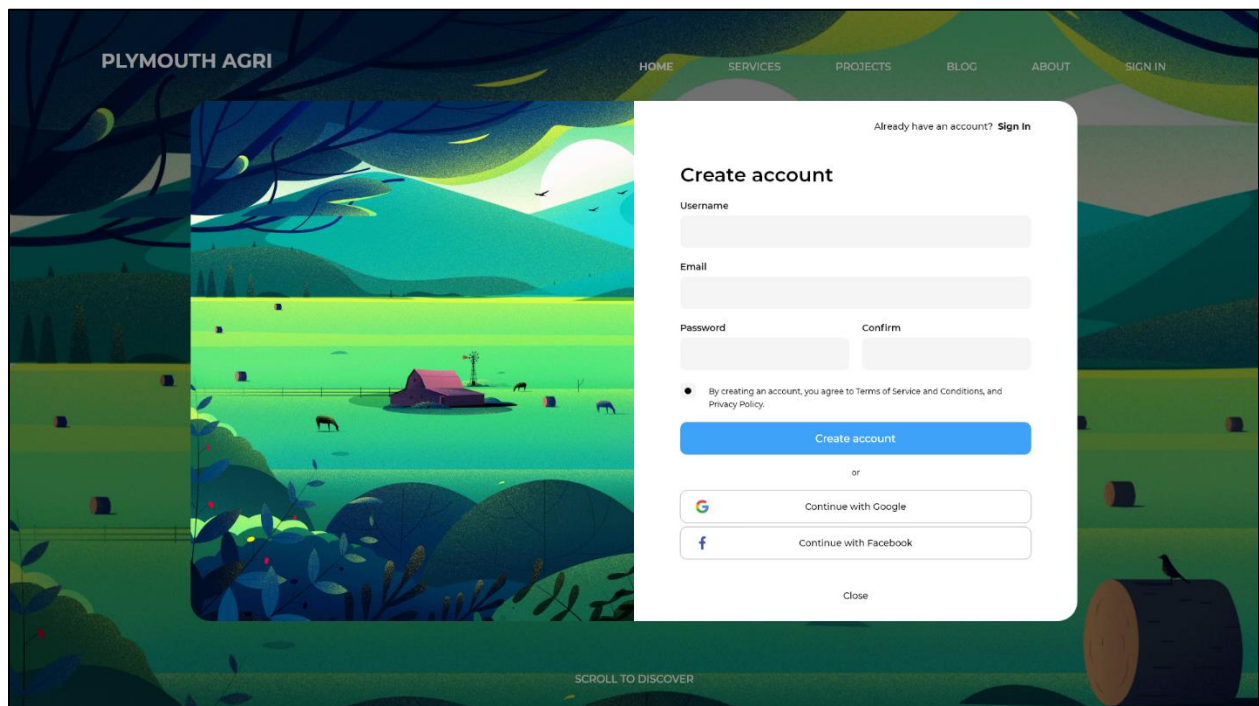 PLYMOUTH AGRI
HOME SERVICES PROJECTS BLOG ABOUT SIGN IN
Already have an account? Sign In
Create account
Username
Email
Password Confirm
By creating an account, you agree to Terms of Service and Conditions, and
Privacy Policy.
Create account
or
Continue with Google
Continue with Facebook
Close
SCROLL TO DISCOVER